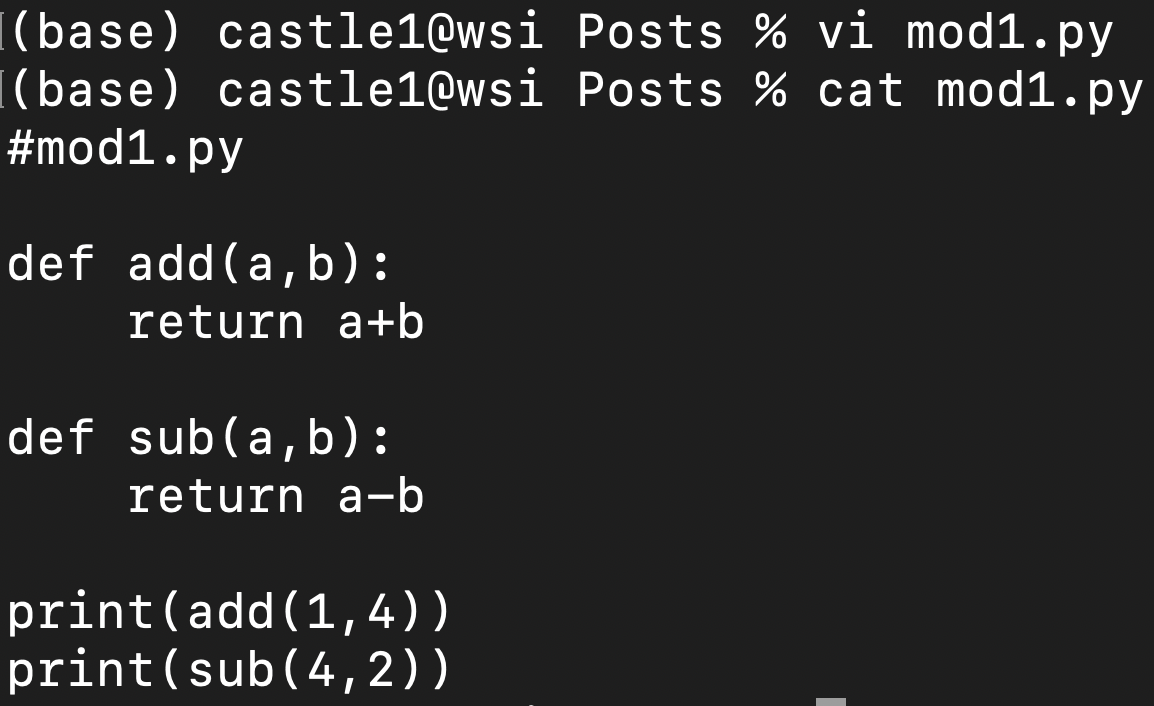 (base) castle1@wsi Posts % vi mod1.py
(base) castle1@wsi Posts % cat mod1.py
#mod1.py
def add(a,b):
    return a+b
def sub(a,b):
    return a-b
print(add(1,4))
print(sub(4,2))